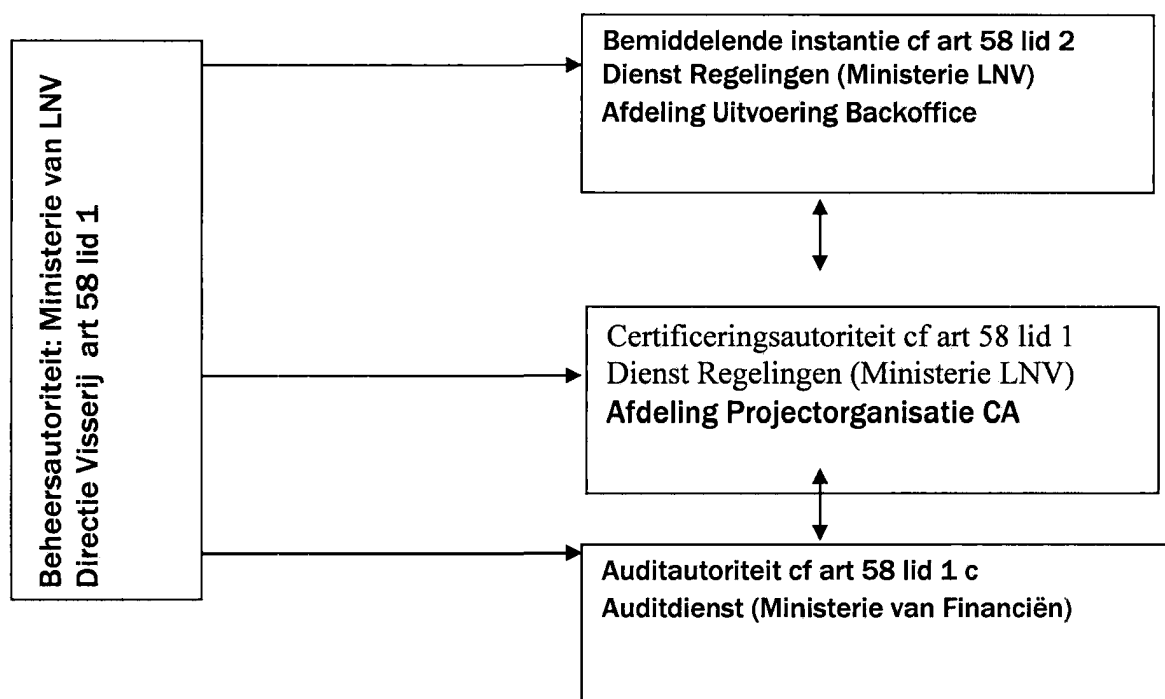 Beheersautoriteit: Ministerie van LNV
Directie Visserij art 58 lid 1
Bemiddelende instantie cf art 58 lid 2
Dienst Regelingen (Ministerie LNV)
Afdeling Uitvoering Backoffice
Certificeringsautoriteit cf art 58 lid 1
Dienst Regelingen (Ministerie LNV)
Afdeling Projectorganisatie CA
Auditautoriteit cf art 58 lid 1 c
Auditdienst (Ministerie van Financiën)